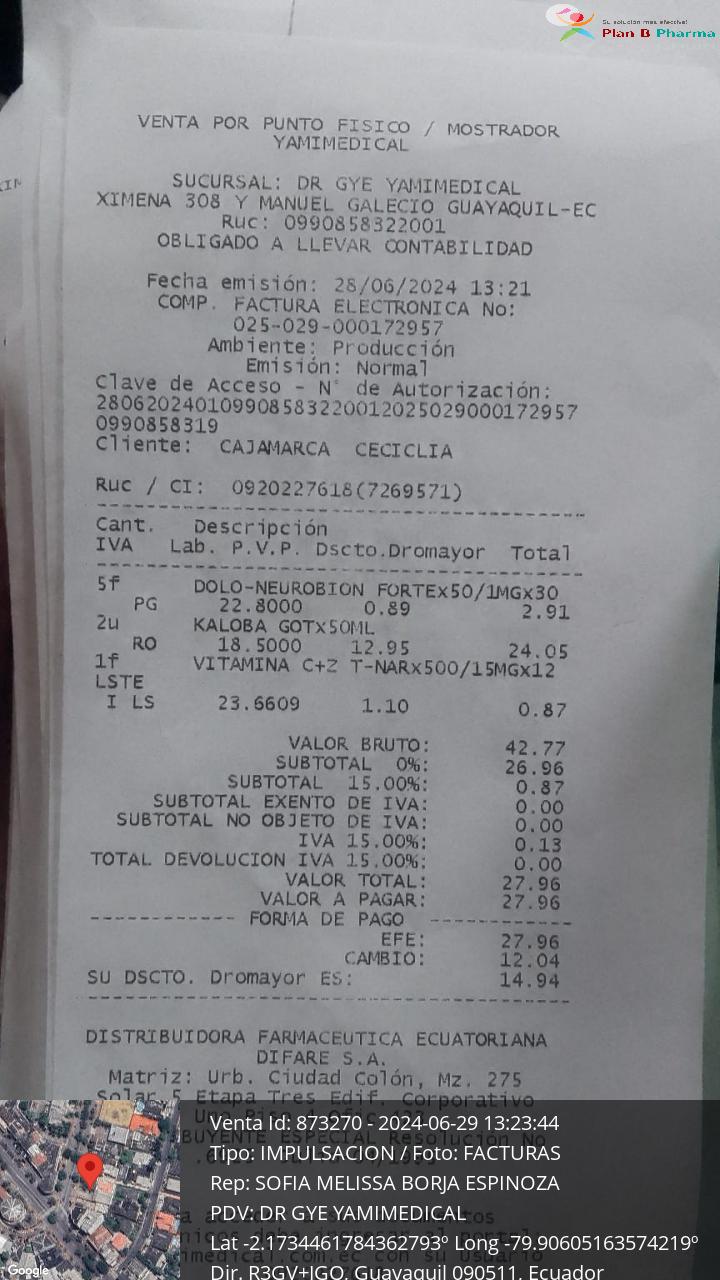 Su solución más efectiva!
Plan B Pharma
VENTA POR PUNTO FISICO / MOSTRADOR
YAMIMEDICAL
SUCURSAL: DR GYE YAMIMEDICAL
XIMENA 308 Y MANUEL GALECIO GUAYAQUIL-EC
Ruc: 0990858322001
OBLIGADO A LLEVAR CONTABILIDAD
Fecha emisión: 28/06/2024 13:21
COMP. FACTURA ELECTRONICA No:
025-029-000172957
Ambiente: Producción
Emisión: Normal
Clave de Acceso - N° de Autorización:
280620240109908583220012025029000172957
0990858319
Cliente: CAJAMARCA CECICLIA
Ruc / CI: 0920227618(7269571)
Cant. Descripción
IVA Lab. P.V.P. Dscto.Dromayor Total
5f DOLO-NEUROBION FORTEx50/1MGx30
PG 22.8000 0.89 2.91
2u KALOBA GOTx50ML
RO 18.5000 12.95 24.05
1f VITAMINA C+Z T-NARx500/15MGx12
LSTE
I LS 23.6609 1.10 0.87
VALOR BRUTO: 42.77
SUBTOTAL 0%: 26.96
SUBTOTAL 15.00%: 0.87
SUBTOTAL EXENTO DE IVA: 0.00
SUBTOTAL NO OBJETO DE IVA: 0.00
IVA 15.00%: 0.13
TOTAL DEVOLUCION IVA 15.00%: 0.00
VALOR TOTAL: 27.96
VALOR A PAGAR: 27.96
----------- FORMA DE PAGO -----------
EFE: 27.96
CAMBIO: 12.04
SU DSCTO. Dromayor ES: 14.94
DISTRIBUIDORA FARMACEUTICA ECUATORIANA
DIFARE S.A.
Matriz: Urb. Ciudad Colón, Mz. 275
Solar 5 Etapa Tres Edif. Corporativo
Venta Id: 873270 - 2024-06-29 13:23:44
Tipo: IMPULSACION / Foto: FACTURAS
Rep: SOFIA MELISSA BORJA ESPINOZA
PDV: DR GYE YAMIMEDICAL
Lat -2.1734461784362793º Long -79.90605163574219º
Dir. R3GV+JGQ, Guayaquil 090511, Ecuador
Google